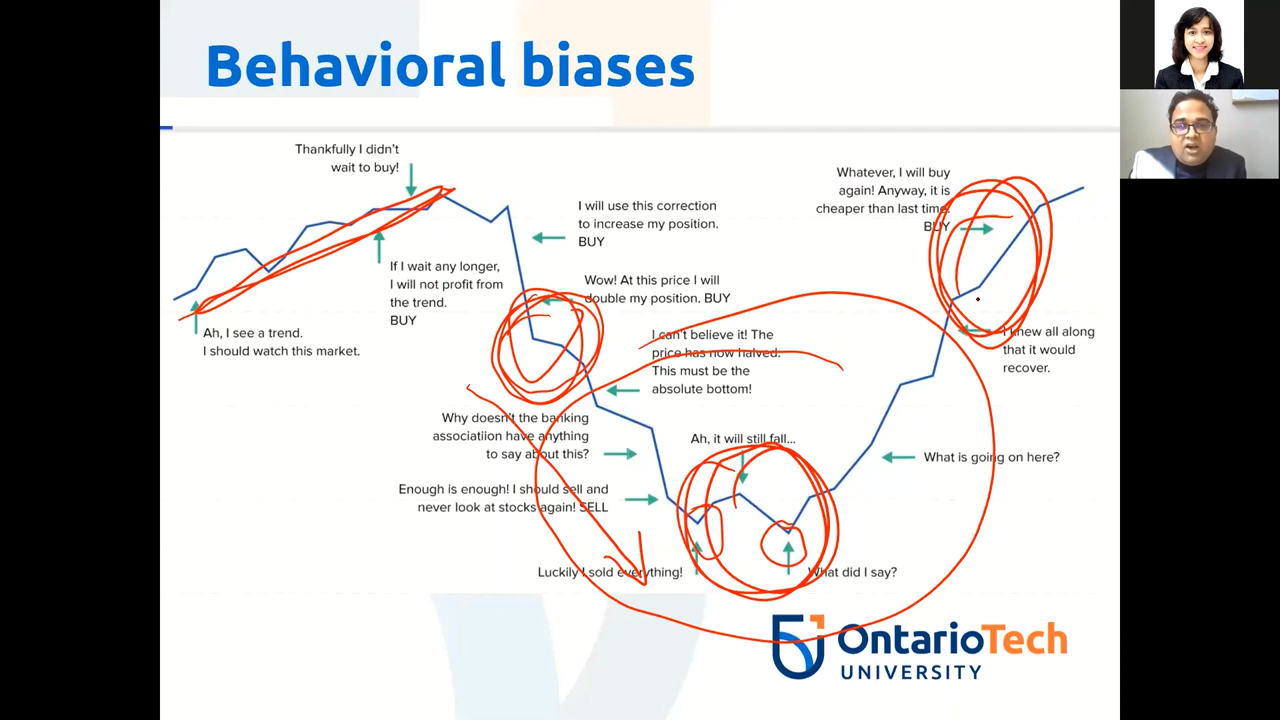 Behavioral biases
Thankfully I didn't
wait to buy!
If I wait any longer,
I will not profit from
the trend.
BUY
Ah, I see a trend.
I should watch this market.
I will use this correction
to increase my position.
BUY
Wow! At this price I will
double my position. BUY
I can't believe it! The
price has now halved.
This must be the
absolute bottom!
Why doesn't the banking
associatiion have anything
to say about this?
Enough is enough! I should sell and
never look at stocks again! SELL
Luckily I sold everything!
Ah, it will still fall...
What did I say?
What is going on here?
I knew all along
that it would
recover.
Whatever, I will buy
again! Anyway, it is
cheaper than last time.
BUY
OntarioTech
UNIVERSITY